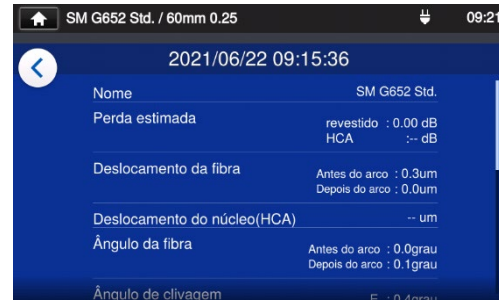 SM G652 Std. / 60mm 0.25 09:21
2021/06/22 09:15:36
Nome SM G652 Std.
Perda estimada revestido : 0.00 dB
HCA :-- dB
Deslocamento da fibra Antes do arco : 0.3um
Depois do arco : 0.0um
Deslocamento do núcleo(HCA) -- um
Ângulo da fibra Antes do arco : 0.0grau
Depois do arco : 0.1grau
Ângulo de clivagem E : 0.4grau